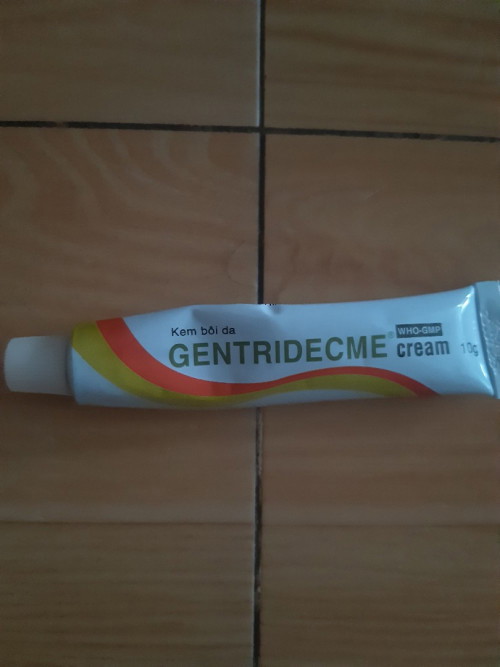 Kem bôi da
GENTRIDECME® cream
WHO-GMP
10g